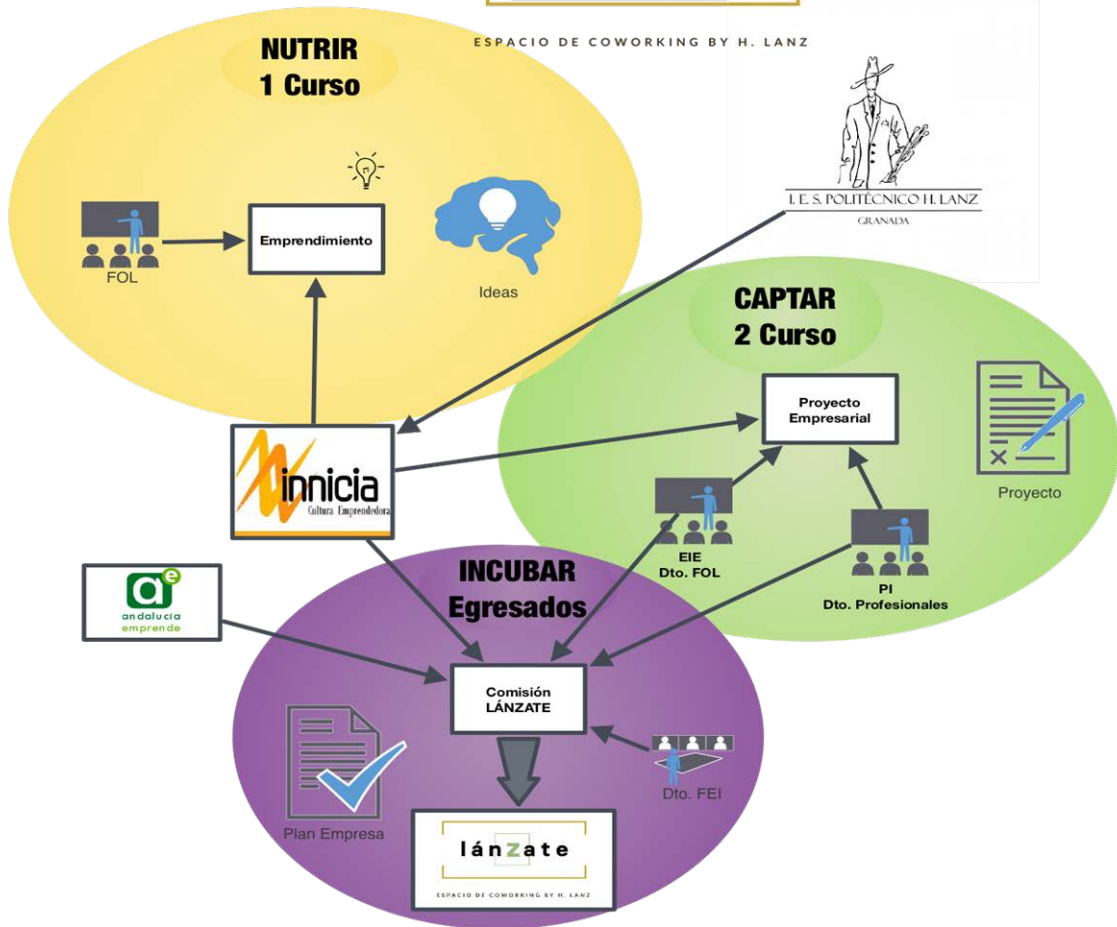 ESPACIO DE COWORKING BY H. LANZ
NUTRIR
1 Curso
I. E. S. POLITÉCNICO H. LANZ
GRANADA
Emprendimiento
FOL
Ideas
CAPTAR
2 Curso
Proyecto
Empresarial
Proyecto
innicia
Cultura Emprendedora
EIE
Dto. FOL
PI
Dto. Profesionales
INCUBAR
Egresados
a e
andalucía
emprende
Comisión
LÁNZATE
Dto. FEI
Plan Empresa
lánzate
ESPACIO DE COWORKING BY H. LANZ